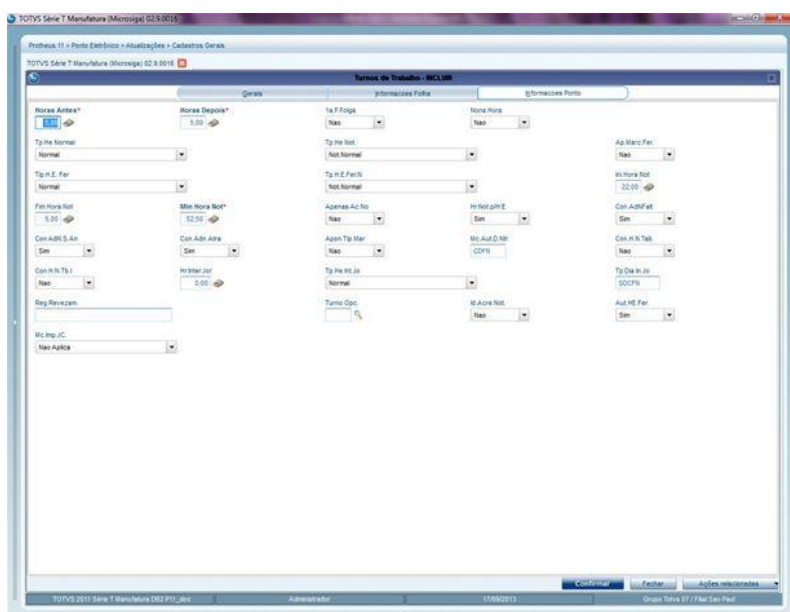 TOTVS Série T Manufatura (Microsiga) 02.9.0016
Protheus 11 > Ponto Eletrônico > Atualizações > Cadastros Gerais
TOTVS Série T Manufatura (Microsiga) 02.9.0016
Turnos de Trabalho - INCLUIR
Gerais Informacoes Folha Informacoes Ponto
Horas Antes* Horas Depois* 1a.F.Folga Nona Hora
5,00 5,00 Nao Nao
Tp.He Normal Tp.He Not. Ap.Marc.Fer.
Normal Not.Normal Nao
Tip.H.E. Fer Tp.H.E.Fer.N Ini.Hora Not
Normal Not.Normal 22,00
Fim Hora Not Min Hora Not* Apenas Ac.No Hr.Not.p/H.E Con.AdNFalt
5,00 52,50 Nao Sim Sim
Con.AdN.S.An Con.Adn.Atra Apon.Tip.Mar Mc.Aut.D.Ntr Con.H.N.Tab
Sim Sim Nao CDFN Nao
Con.H.N.Tb.I Hr.Inter.Jor Tp.He.Int.Jo Tp.Dia In.Jo
Nao 0,00 Normal SDCFN
Reg.Revezam. Turno Opc. Id.Acre.Not. Aut.HE.Fer.
Nao Sim
Mc.Imp.JC.
Nao Aplica
Confirmar Fechar Ações relacionadas
TOTVS 2011 Série T Manufatura DB2 P11_doc Administrador 17/09/2013 Grupo Totvs 07 / Filial Sao Paul